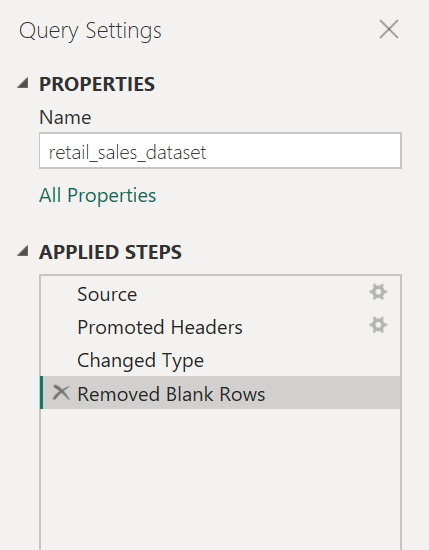 Query Settings
PROPERTIES
Name
retail_sales_dataset
All Properties
APPLIED STEPS
Source
Promoted Headers
Changed Type
Removed Blank Rows